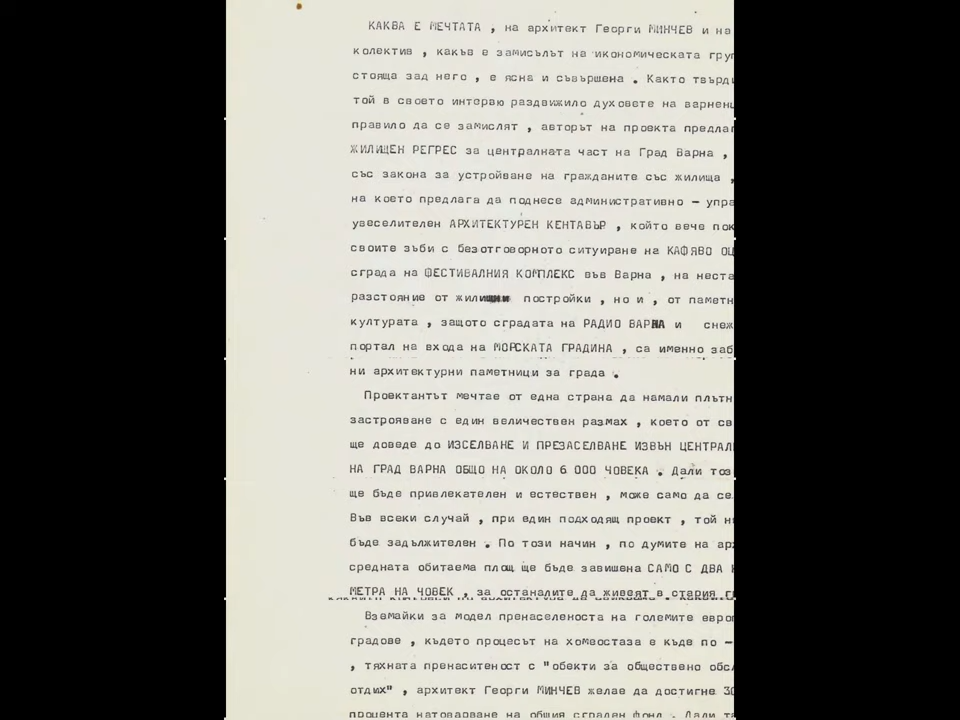 КАКВА Е МЕЧТАТА , на архитект Георги МИНЧЕВ и на
колектив , какъв е замисълът на икономическата гру
стояща зад него , е ясна и съвършена . Както твърд
той в своето интервю раздвижило духовете на варнен
правило да се замислят , авторът на проекта предла
ЖИЛИЩЕН РЕГРЕС за централната част на Град Варна ,
със закона за устройване на гражданите със жилища ,
на което предлага да поднесе административно — упра
увеселителен АРХИТЕКТУРЕН КЕНТАВЪР , който вече пок
своите зъби с безотговорното ситуиране на КАФЯВО ОЦ
сграда на ФЕСТИВАЛНИЯ КОМПЛЕКС във Варна , на неста
разстояние от жилищни постройки , но и , от паметн
културата , защото сградата на РАДИО ВАРНА и снеж
портал на входа на МОРСКАТА ГРАДИНА , са именно заб
ни архитектурни паметници за града .
Проектантът мечтае от една страна да намали плътн
застрояване с един величествен размах , което от св
ще доведе до ИЗСЕЛВАНЕ И ПРЕЗАСЕЛВАНЕ ИЗВЪН ЦЕНТРАЛ
НА ГРАД ВАРНА ОБЩО НА ОКОЛО 6 000 ЧОВЕКА . Дали тоз
ще бъде привлекателен и естествен , може само да се
Във всеки случай , при един подходящ проект , той н
бъде задължителен . По този начин , по думите на ар
средната обитаема площ ще бъде завишена САМО С ДВА К
МЕТРА НА ЧОВЕК , за останалите да живеят в стария г
Вземайки за модел пренаселеноста на големите евро
градове , където процесът на хомеостаза е къде по —
, тяхната пренаситеност с "обекти за обществено обс
отдых" , архитект Георги МИНЧЕВ желае да достигне 30
процента натоварване на общия сграден фонд . Дали т